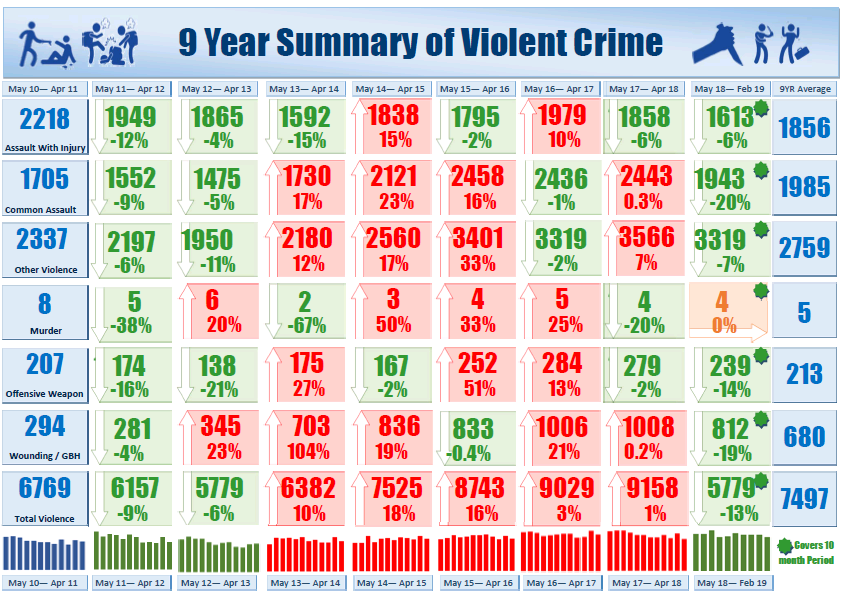 9 Year Summary of Violent Crime
May 10— Apr 11 May 11— Apr 12 May 12— Apr 13 May 13— Apr 14 May 14— Apr 15 May 15— Apr 16 May 16— Apr 17 May 17— Apr 18 May 18— Feb 19 9YR Average
2218 1949 1865 1592 1838 1795 1979 1858 1613 1856
Assault With Injury -12% -4% -15% 15% -2% 10% -6% -6%
1705 1552 1475 1730 2121 2458 2436 2443 1943 1985
Common Assault -9% -5% 17% 23% 16% -1% 0.3% -20%
2337 2197 1950 2180 2560 3401 3319 3566 3319 2759
Other Violence -6% -11% 12% 17% 33% -2% 7% -7%
8 5 6 2 3 4 5 4 4 5
Murder -38% 20% -67% 50% 33% 25% -20% 0%
207 174 138 175 167 252 284 279 239 213
Offensive Weapon -16% -21% 27% -2% 51% 13% -2% -14%
294 281 345 703 836 833 1006 1008 812 680
Wounding / GBH -4% 23% 104% 19% -0.4% 21% 0.2% -19%
6769 6157 5779 6382 7525 8743 9029 9158 5779 7497
Total Violence -9% -6% 10% 18% 16% 3% 1% -13%
Covers 10
month Period
May 10— Apr 11 May 11— Apr 12 May 12— Apr 13 May 13— Apr 14 May 14— Apr 15 May 15— Apr 16 May 16— Apr 17 May 17— Apr 18 May 18— Feb 19